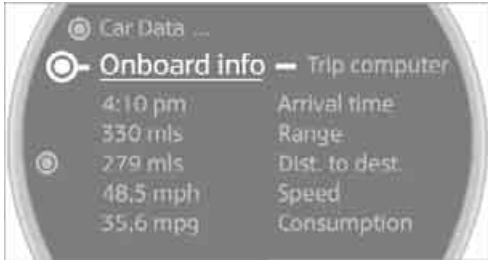 Car Data ...
Onboard info Trip computer
4:10 pm Arrival time
330 mls Range
279 mls Dist. to dest.
48.5 mph Speed
35.6 mpg Consumption